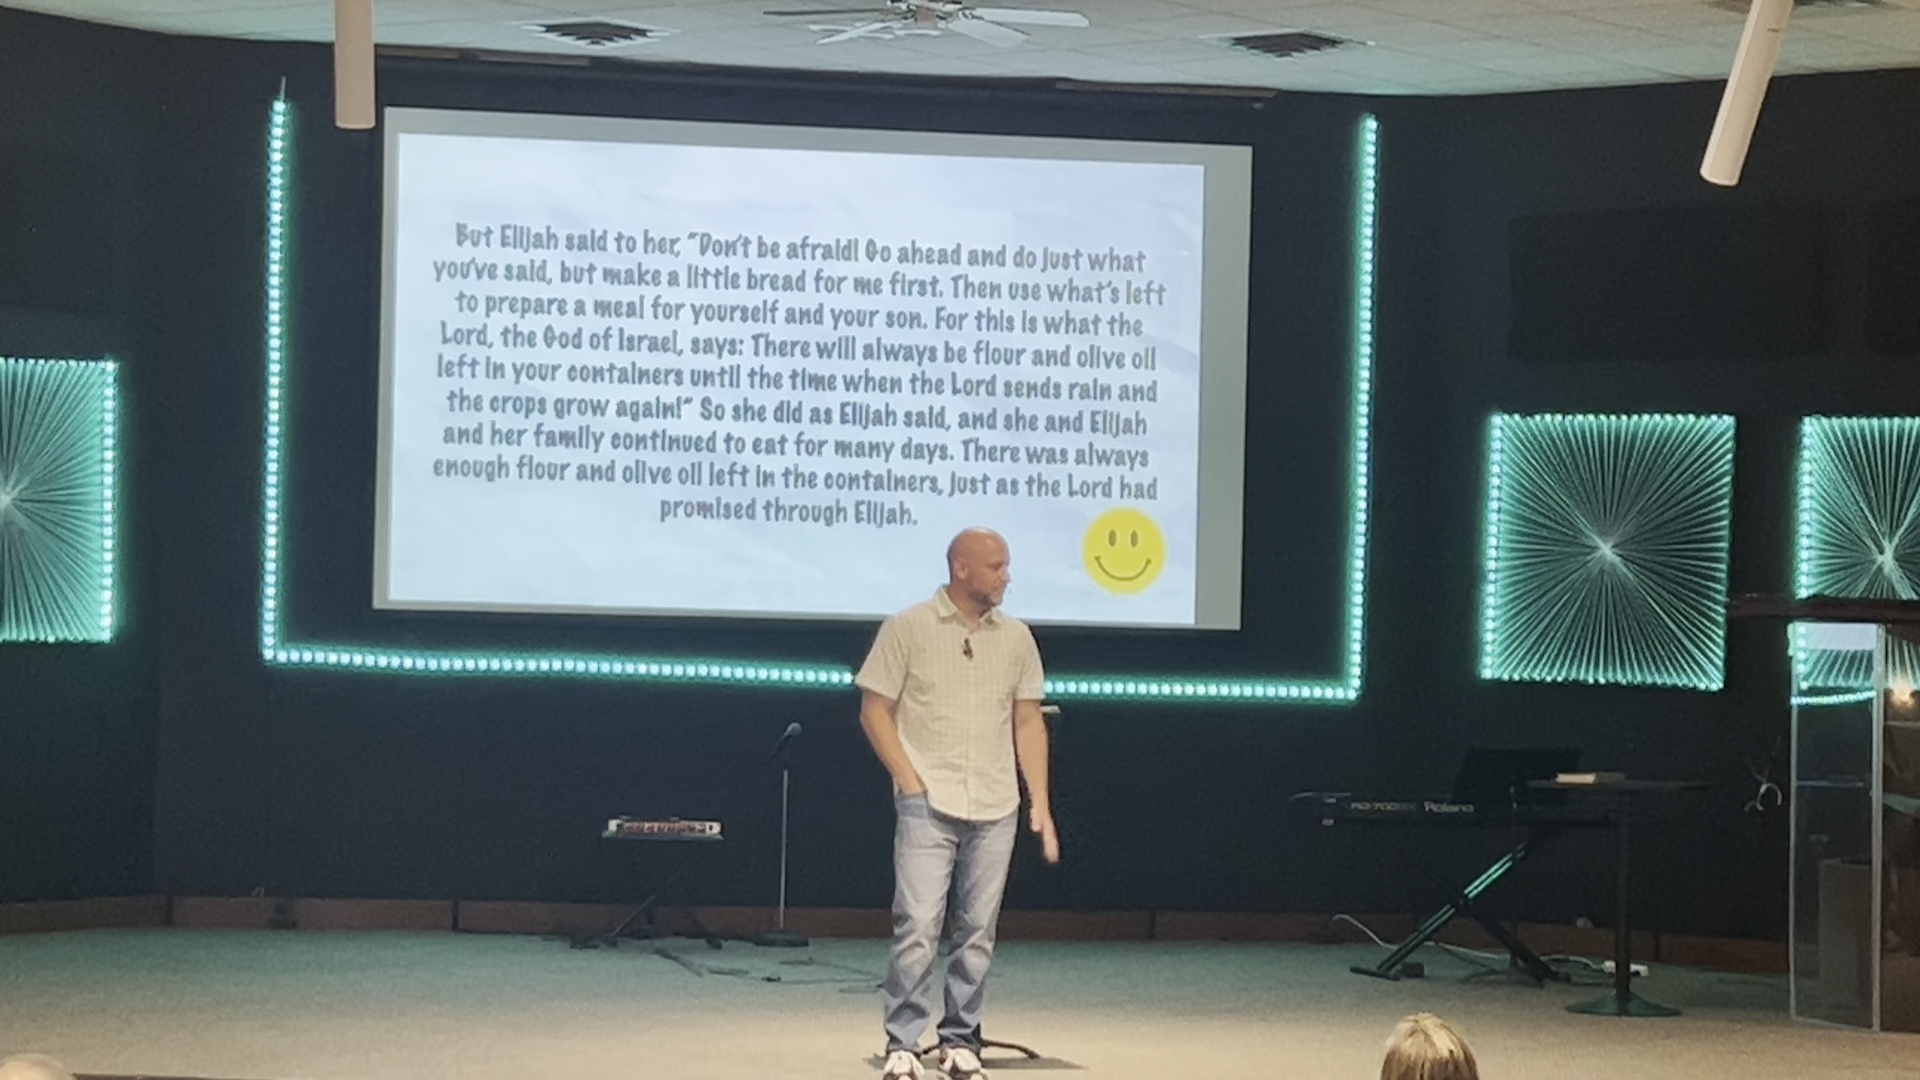 But Elijah said to her, "Don't be afraid! Go ahead and do just what
you've said, but make a little bread for me first. Then use what's left
to prepare a meal for yourself and your son. For this is what the
Lord, the God of Israel, says: There will always be flour and olive oil
left in your containers until the time when the Lord sends rain and
the crops grow again!" So she did as Elijah said, and she and Elijah
and her family continued to eat for many days. There was always
enough flour and olive oil left in the containers, just as the Lord had
promised through Elijah.
Roland